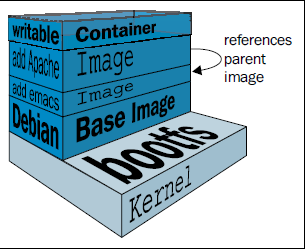 writable Container
add Apache Image
add emacs Image
Debian Base Image
bootfs
Kernel
references
parent
image